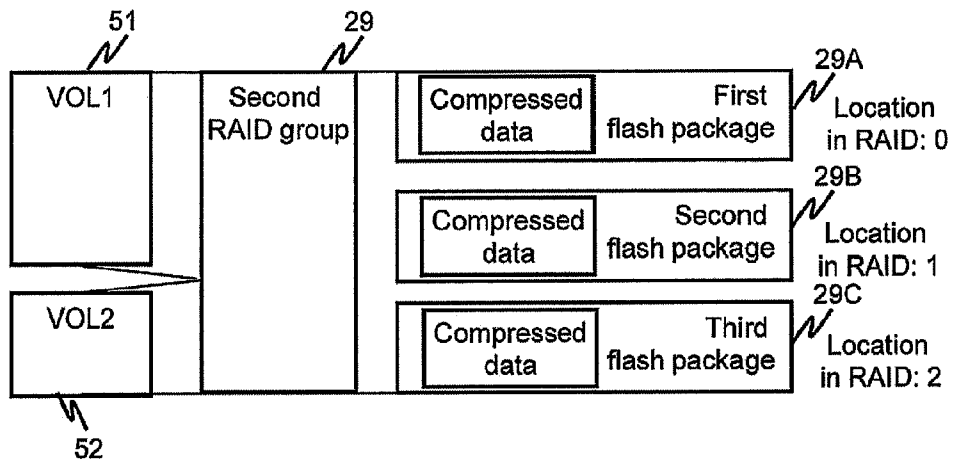 51
29
29A
VOL1
Second
RAID group
Compressed
data
First
flash package
Location
in RAID: 0
29B
Compressed
data
Second
flash package
Location
in RAID: 1
29C
VOL2
Compressed
data
Third
flash package
Location
in RAID: 2
52